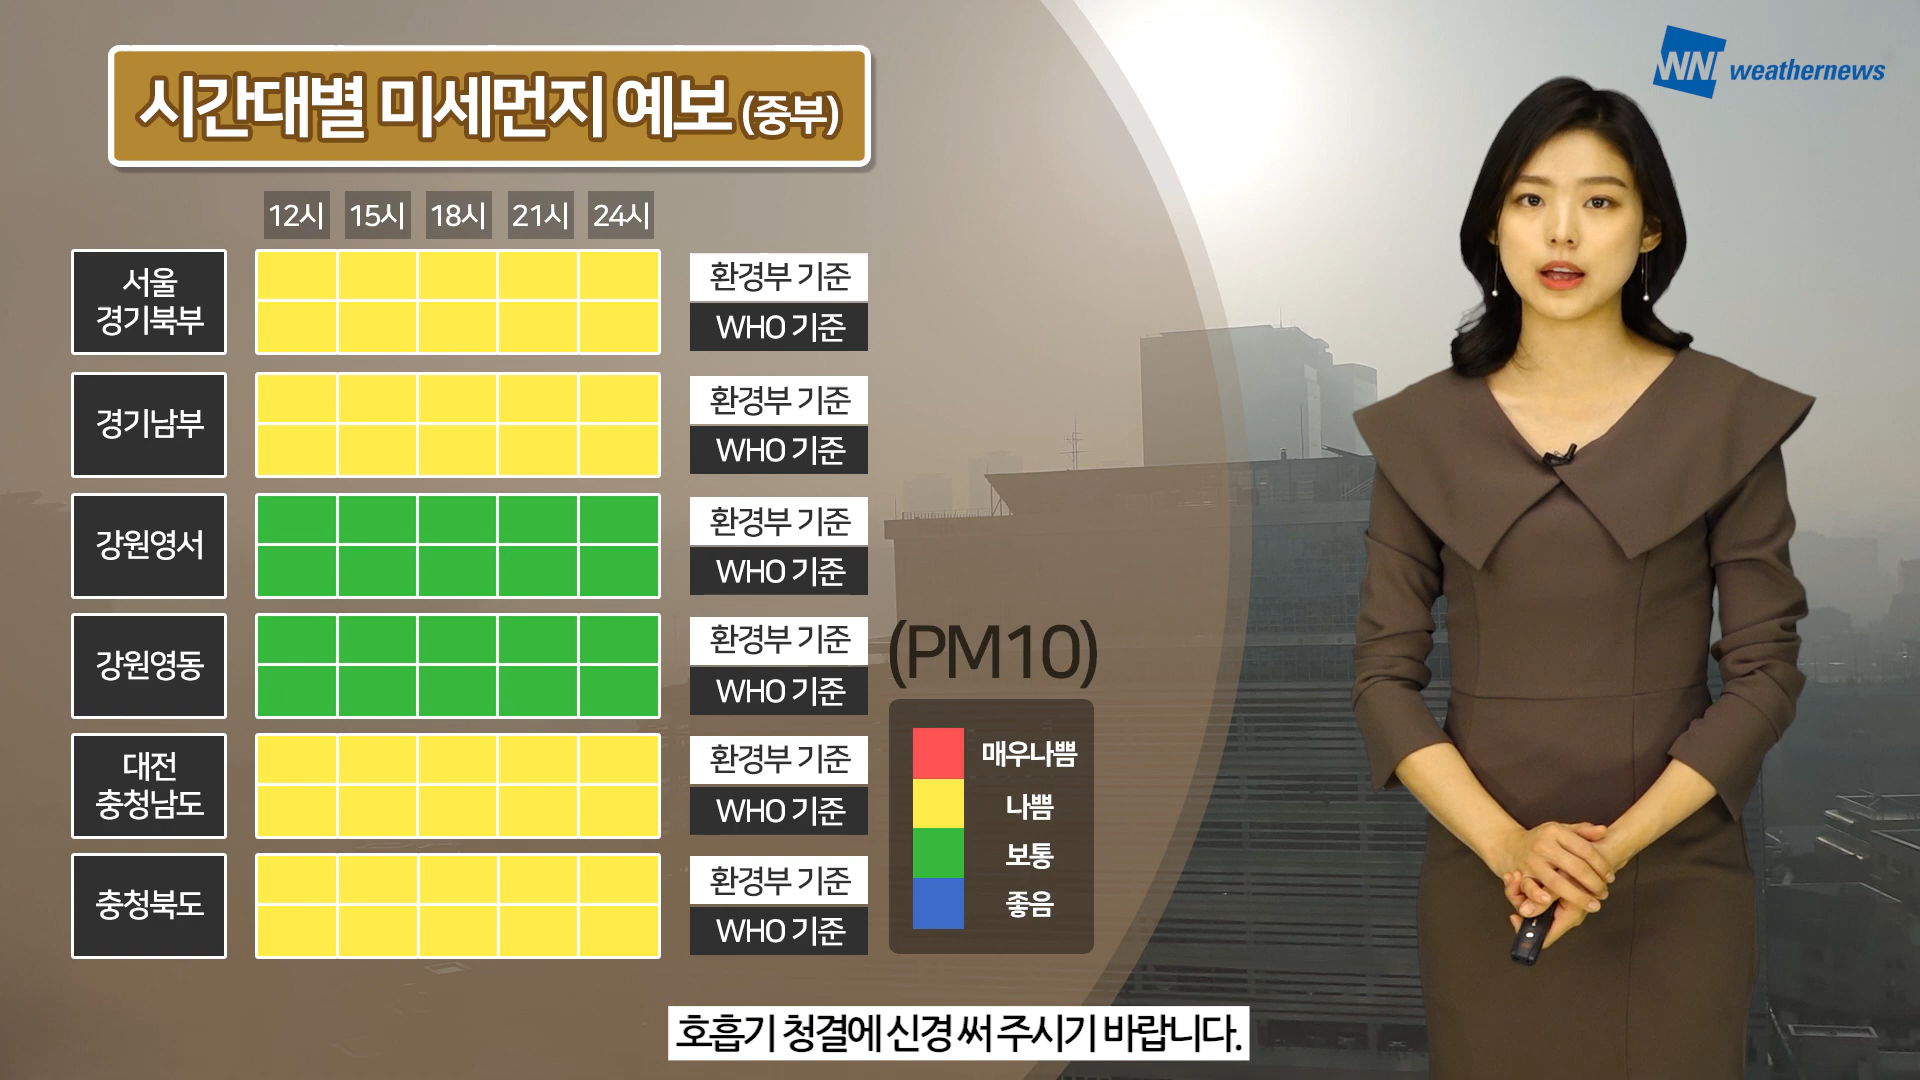 시간대별 미세먼지 예보 (중부)
WN weathernews
12시 15시 18시 21시 24시
서울
경기북부
환경부 기준
WHO 기준
경기남부
환경부 기준
WHO 기준
강원영서
환경부 기준
WHO 기준
강원영동
환경부 기준
WHO 기준
대전
충청남도
환경부 기준
WHO 기준
충청북도
환경부 기준
WHO 기준
(PM10)
매우나쁨
나쁨
보통
좋음
호흡기 청결에 신경 써 주시기 바랍니다.